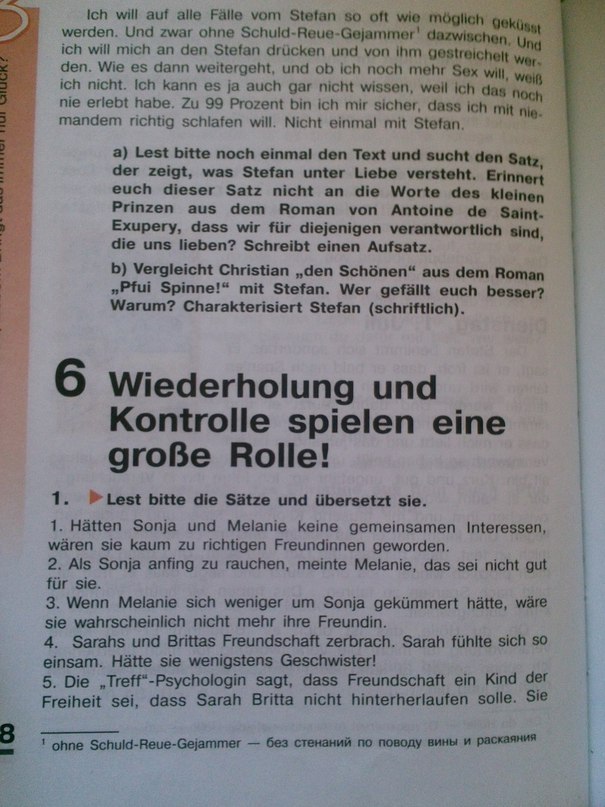 Ich will auf alle Fälle vom Stefan so oft wie möglich geküsst
werden. Und zwar ohne Schuld-Reue-Gejammer¹ dazwischen. Und
ich will mich an den Stefan drücken und von ihm gestreichelt wer-
den. Wie es dann weitergeht, und ob ich noch mehr Sex will, weiß
ich nicht. Ich kann es ja auch gar nicht wissen, weil ich das noch
nie erlebt habe. Zu 99 Prozent bin ich mir sicher, dass ich mit nie-
mandem richtig schlafen will. Nicht einmal mit Stefan.
a) Lest bitte noch einmal den Text und sucht den Satz,
der zeigt, was Stefan unter Liebe versteht. Erinnert
euch dieser Satz nicht an die Worte des kleinen
Prinzen aus dem Roman von Antoine de Saint-
Exupery, dass wir für diejenigen verantwortlich sind,
die uns lieben? Schreibt einen Aufsatz.
b) Vergleicht Christian „den Schönen“ aus dem Roman
„Pfui Spinne!“ mit Stefan. Wer gefällt euch besser?
Warum? Charakterisiert Stefan (schriftlich).
6 Wiederholung und
Kontrolle spielen eine
große Rolle!
1. Lest bitte die Sätze und übersetzt sie.
1. Hätten Sonja und Melanie keine gemeinsamen Interessen,
wären sie kaum zu richtigen Freundinnen geworden.
2. Als Sonja anfing zu rauchen, meinte Melanie, das sei nicht gut
für sie.
3. Wenn Melanie sich weniger um Sonja gekümmert hätte, wäre
sie wahrscheinlich nicht mehr ihre Freundin.
4. Sarahs und Brittas Freundschaft zerbrach. Sarah fühlte sich so
einsam. Hätte sie wenigstens Geschwister!
5. Die „Treff“-Psychologin sagt, dass Freundschaft ein Kind der
Freiheit sei, dass Sarah Britta nicht hinterherlaufen solle. Sie
8
¹ ohne Schuld-Reue-Gejammer — без стенаний по поводу вины и раскаяния